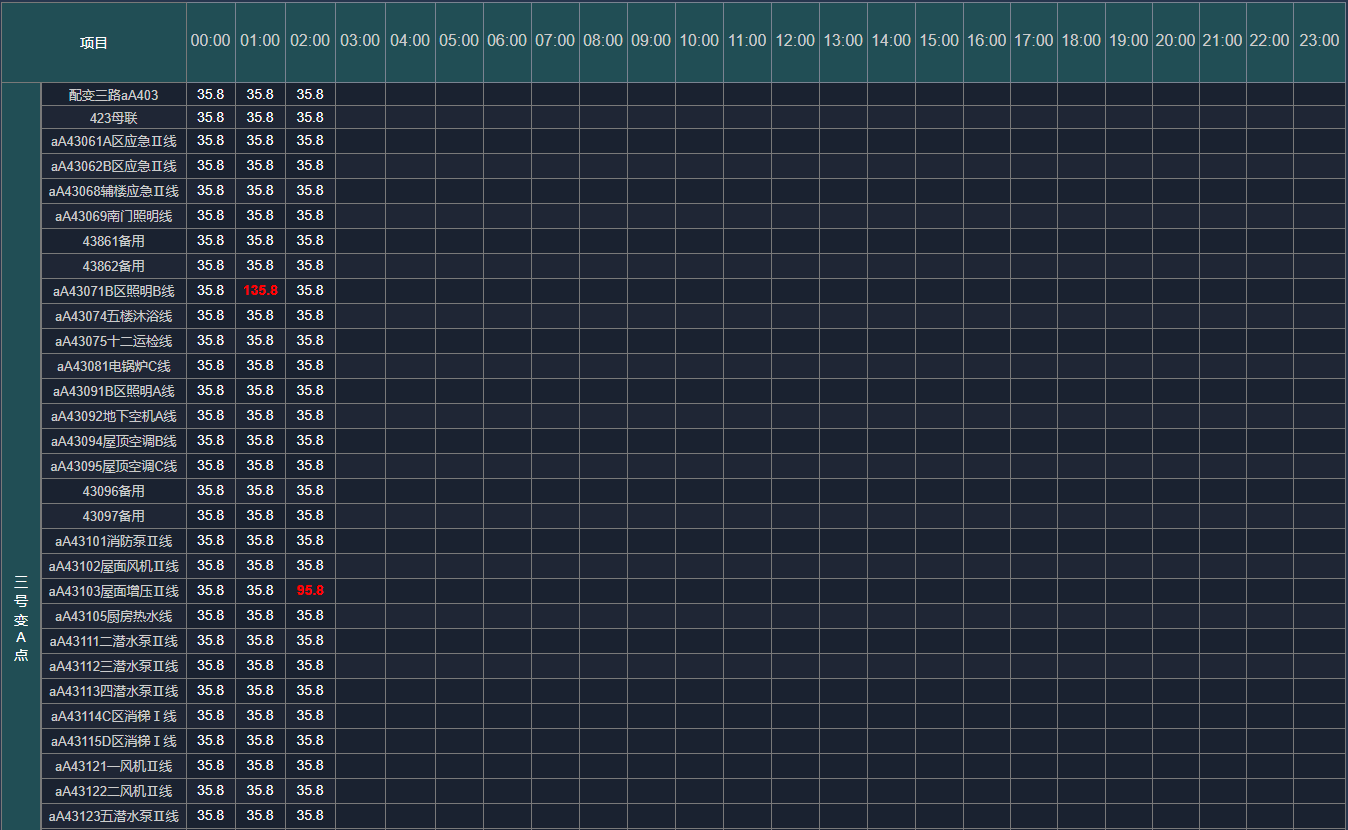 项目 00:00 01:00 02:00 03:00 04:00 05:00 06:00 07:00 08:00 09:00 10:00 11:00 12:00 13:00 14:00 15:00 16:00 17:00 18:00 19:00 20:00 21:00 22:00 23:00
配变三路aA403 35.8 35.8 35.8
423母联 35.8 35.8 35.8
aA43061A区应急Ⅱ线 35.8 35.8 35.8
aA43062B区应急Ⅱ线 35.8 35.8 35.8
aA43068辅楼应急Ⅱ线 35.8 35.8 35.8
aA43069南门照明线 35.8 35.8 35.8
43861备用 35.8 35.8 35.8
43862备用 35.8 35.8 35.8
aA43071B区照明B线 35.8 135.8 35.8
aA43074五楼沐浴线 35.8 35.8 35.8
aA43075十二运检线 35.8 35.8 35.8
aA43081电锅炉C线 35.8 35.8 35.8
aA43091B区照明A线 35.8 35.8 35.8
aA43092地下空机A线 35.8 35.8 35.8
aA43094屋顶空调B线 35.8 35.8 35.8
aA43095屋顶空调C线 35.8 35.8 35.8
43096备用 35.8 35.8 35.8
43097备用 35.8 35.8 35.8
aA43101消防泵Ⅱ线 35.8 35.8 35.8
aA43102屋面风机Ⅱ线 35.8 35.8 35.8
aA43103屋面增压Ⅱ线 35.8 35.8 95.8
aA43105厨房热水线 35.8 35.8 35.8
aA43111二潜水泵Ⅱ线 35.8 35.8 35.8
aA43112三潜水泵Ⅱ线 35.8 35.8 35.8
aA43113四潜水泵Ⅱ线 35.8 35.8 35.8
aA43114C区消梯Ⅰ线 35.8 35.8 35.8
aA43115D区消梯Ⅰ线 35.8 35.8 35.8
aA43121一风机Ⅱ线 35.8 35.8 35.8
aA43122二风机Ⅱ线 35.8 35.8 35.8
aA43123五潜水泵Ⅱ线 35.8 35.8 35.8
三号变A点